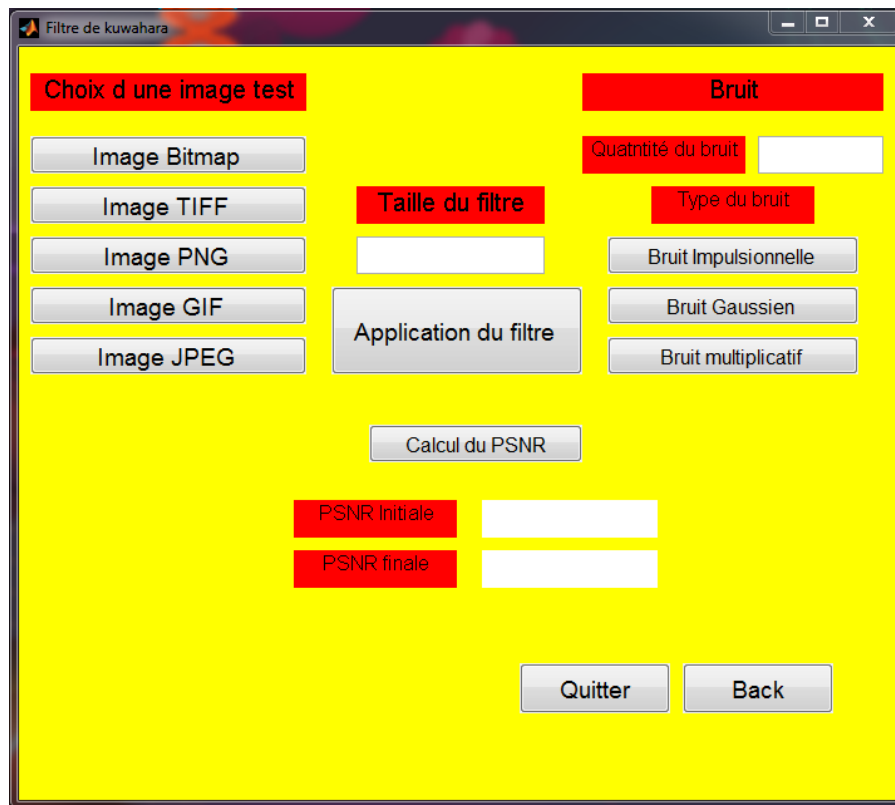 Filtre de kuwahara
Choix d une image test
Bruit
Image Bitmap
Quatntité du bruit
Image TIFF
Taille du filtre
Type du bruit
Image PNG
Bruit Impulsionnelle
Image GIF
Application du filtre
Bruit Gaussien
Image JPEG
Bruit multiplicatif
Calcul du PSNR
PSNR Initiale
PSNR finale
Quitter
Back